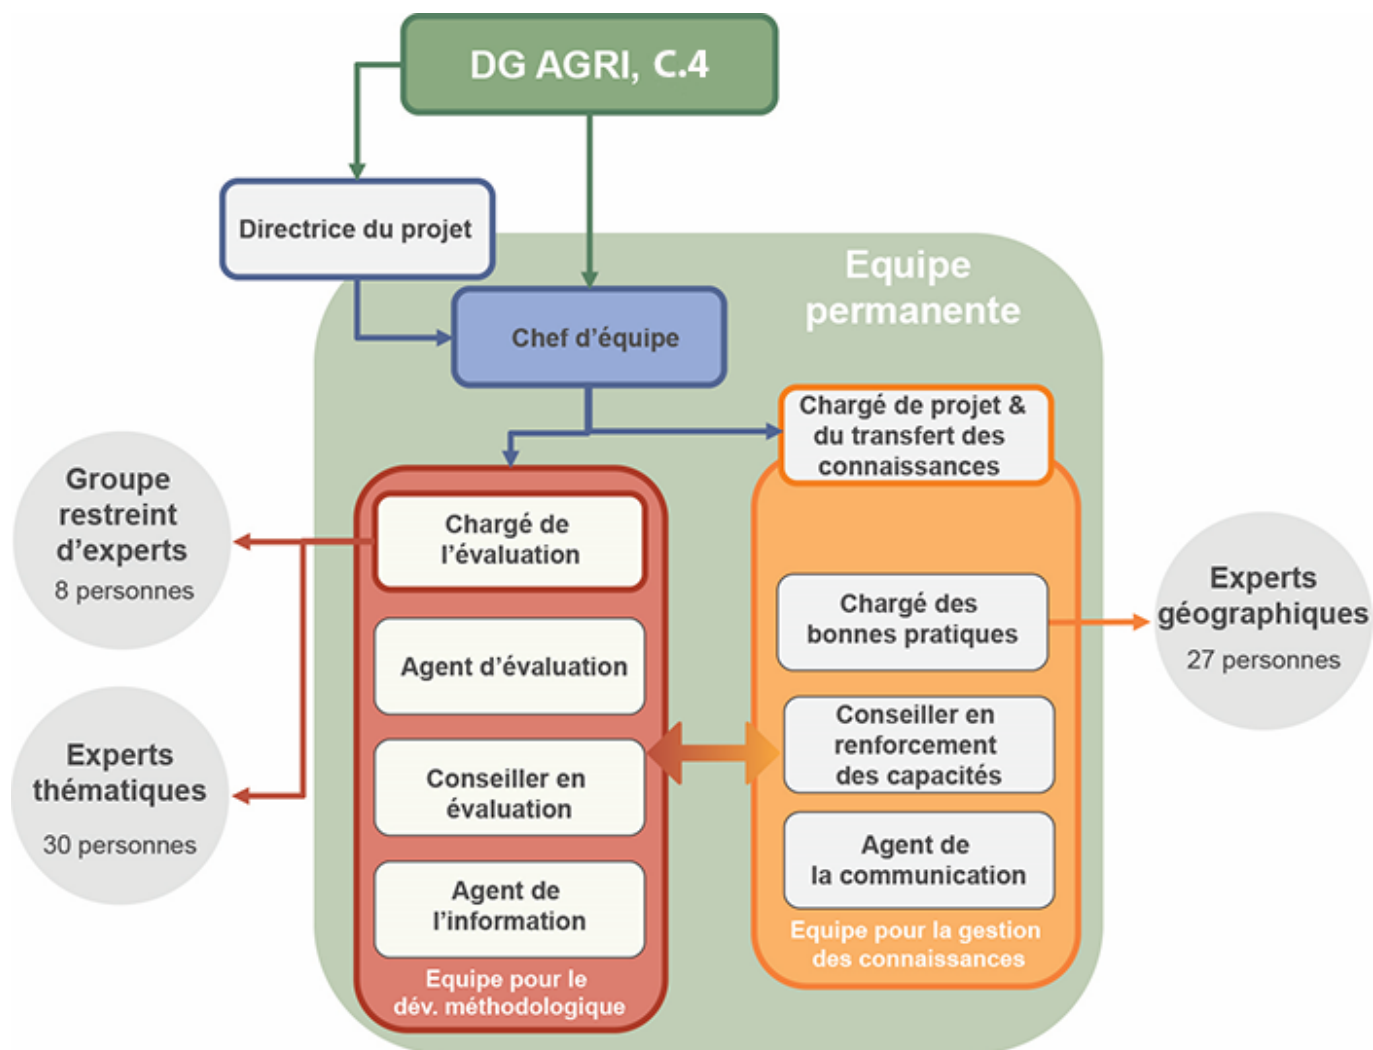 DG AGRI, C.4
Directrice du projet
Equipe
permanente
Chef d’équipe
Chargé de projet &
du transfert des
connaissances
Groupe
restreint
d’experts
8 personnes
Chargé de
l’évaluation
Experts
géographiques
27 personnes
Chargé des
bonnes pratiques
Agent d’évaluation
Conseiller en
renforcement
des capacités
Experts
thématiques
30 personnes
Conseiller en
évaluation
Agent de
la communication
Agent de
l’information
Equipe pour la gestion
des connaissances
Equipe pour le
dév. méthodologique